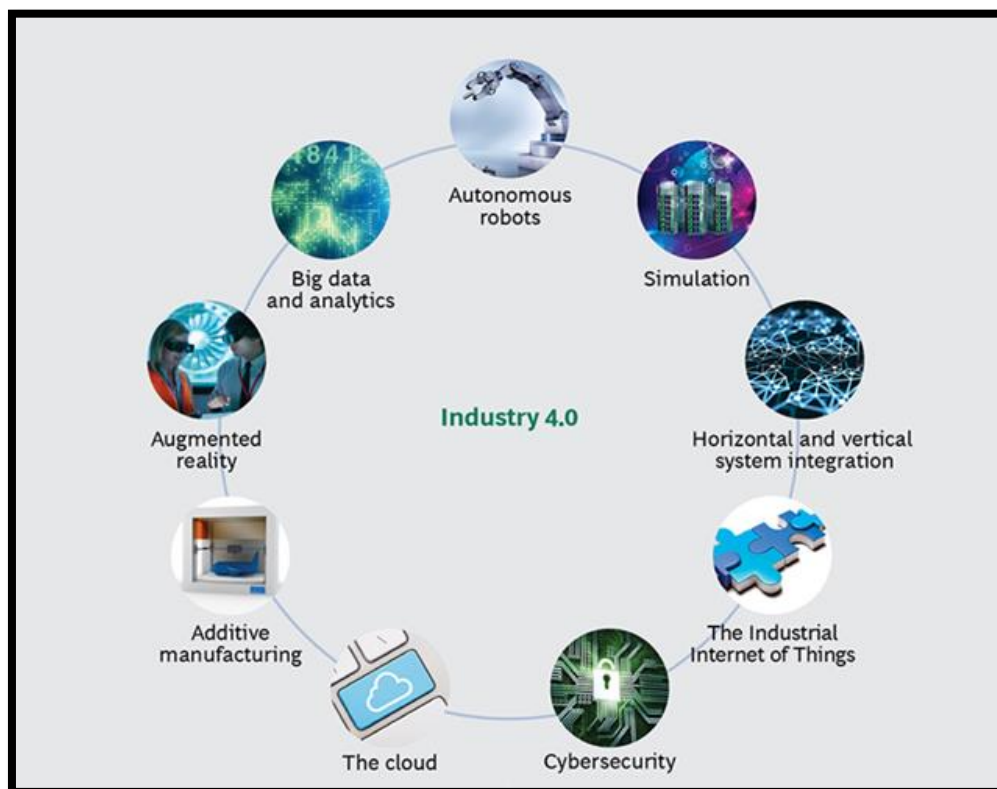 Autonomous
robots
Simulation
Horizontal and vertical
system integration
The Industrial
Internet of Things
Cybersecurity
The cloud
Additive
manufacturing
Augmented
reality
Big data
and analytics
Industry 4.0